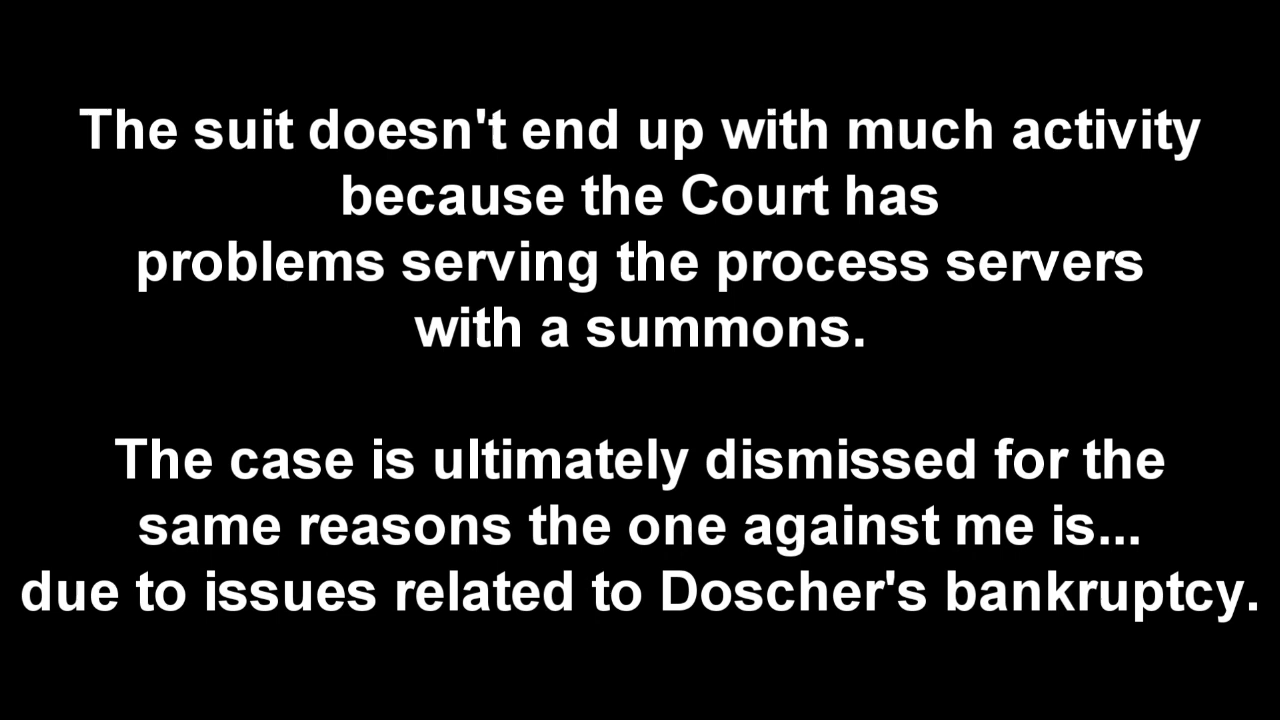 The suit doesn't end up with much activity
because the Court has
problems serving the process servers
with a summons.
The case is ultimately dismissed for the
same reasons the one against me is...
due to issues related to Doscher's bankruptcy.